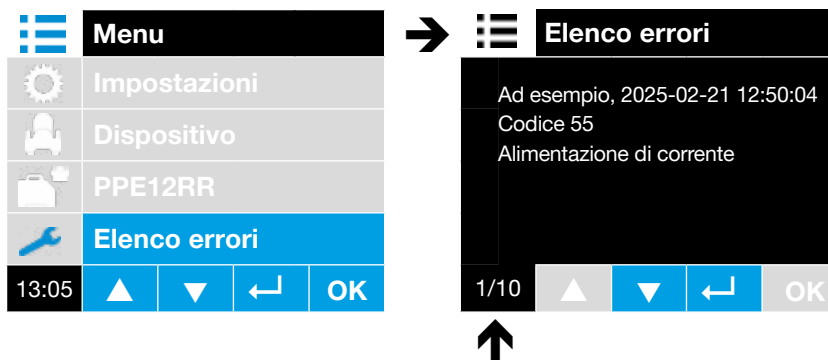 Menu
Impostazioni
Dispositivo
PPE12RR
Elenco errori
13:05
OK
Elenco errori
Ad esempio, 2025-02-21 12:50:04
Codice 55
Alimentazione di corrente
1/10
OK